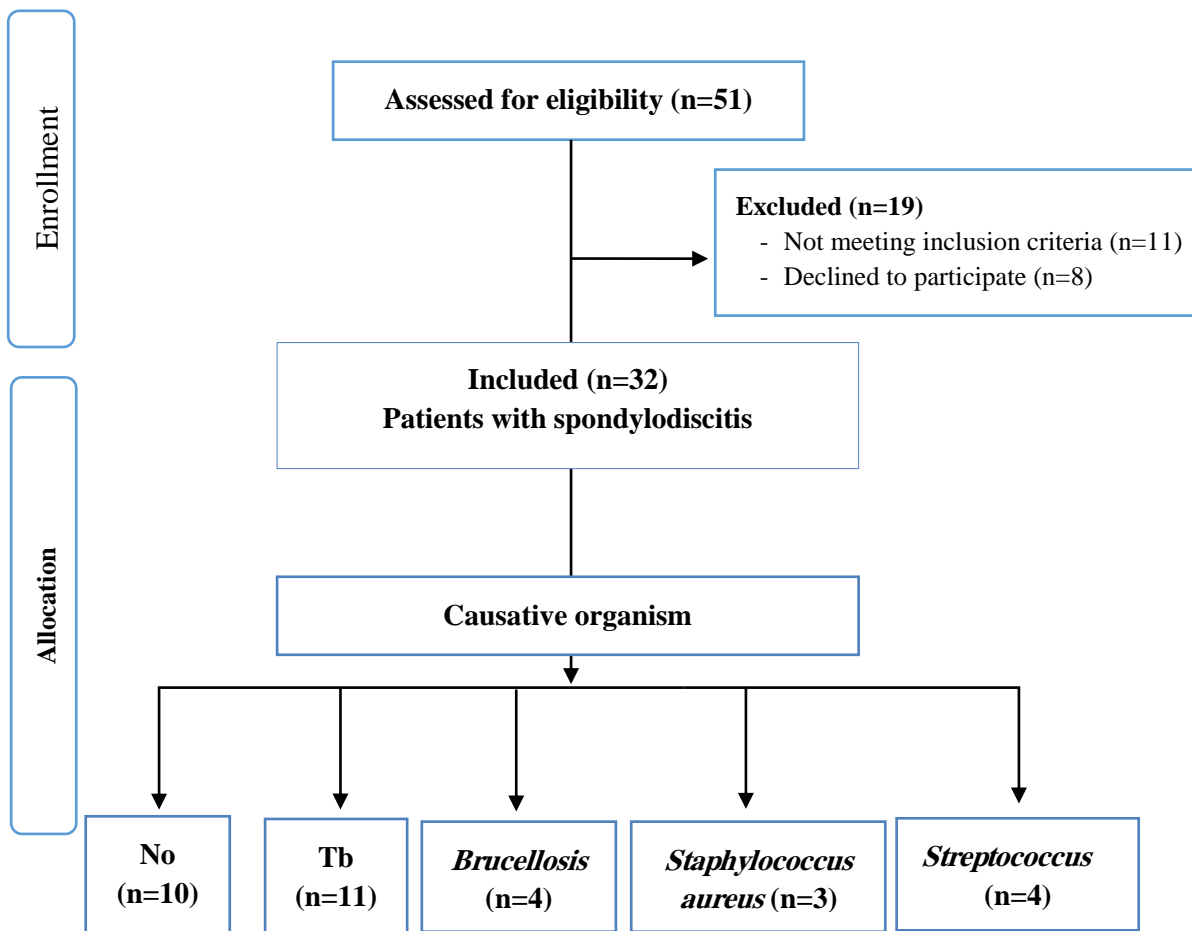 Enrollment
Assessed for eligibility (n=51)
Excluded (n=19)
- Not meeting inclusion criteria (n=11)
- Declined to participate (n=8)
Included (n=32)
Patients with spondylodiscitis
Allocation
Causative organism
No
(n=10)
Tb
(n=11)
Brucellosis
(n=4)
Staphylococcus
aureus (n=3)
Streptococcus
(n=4)